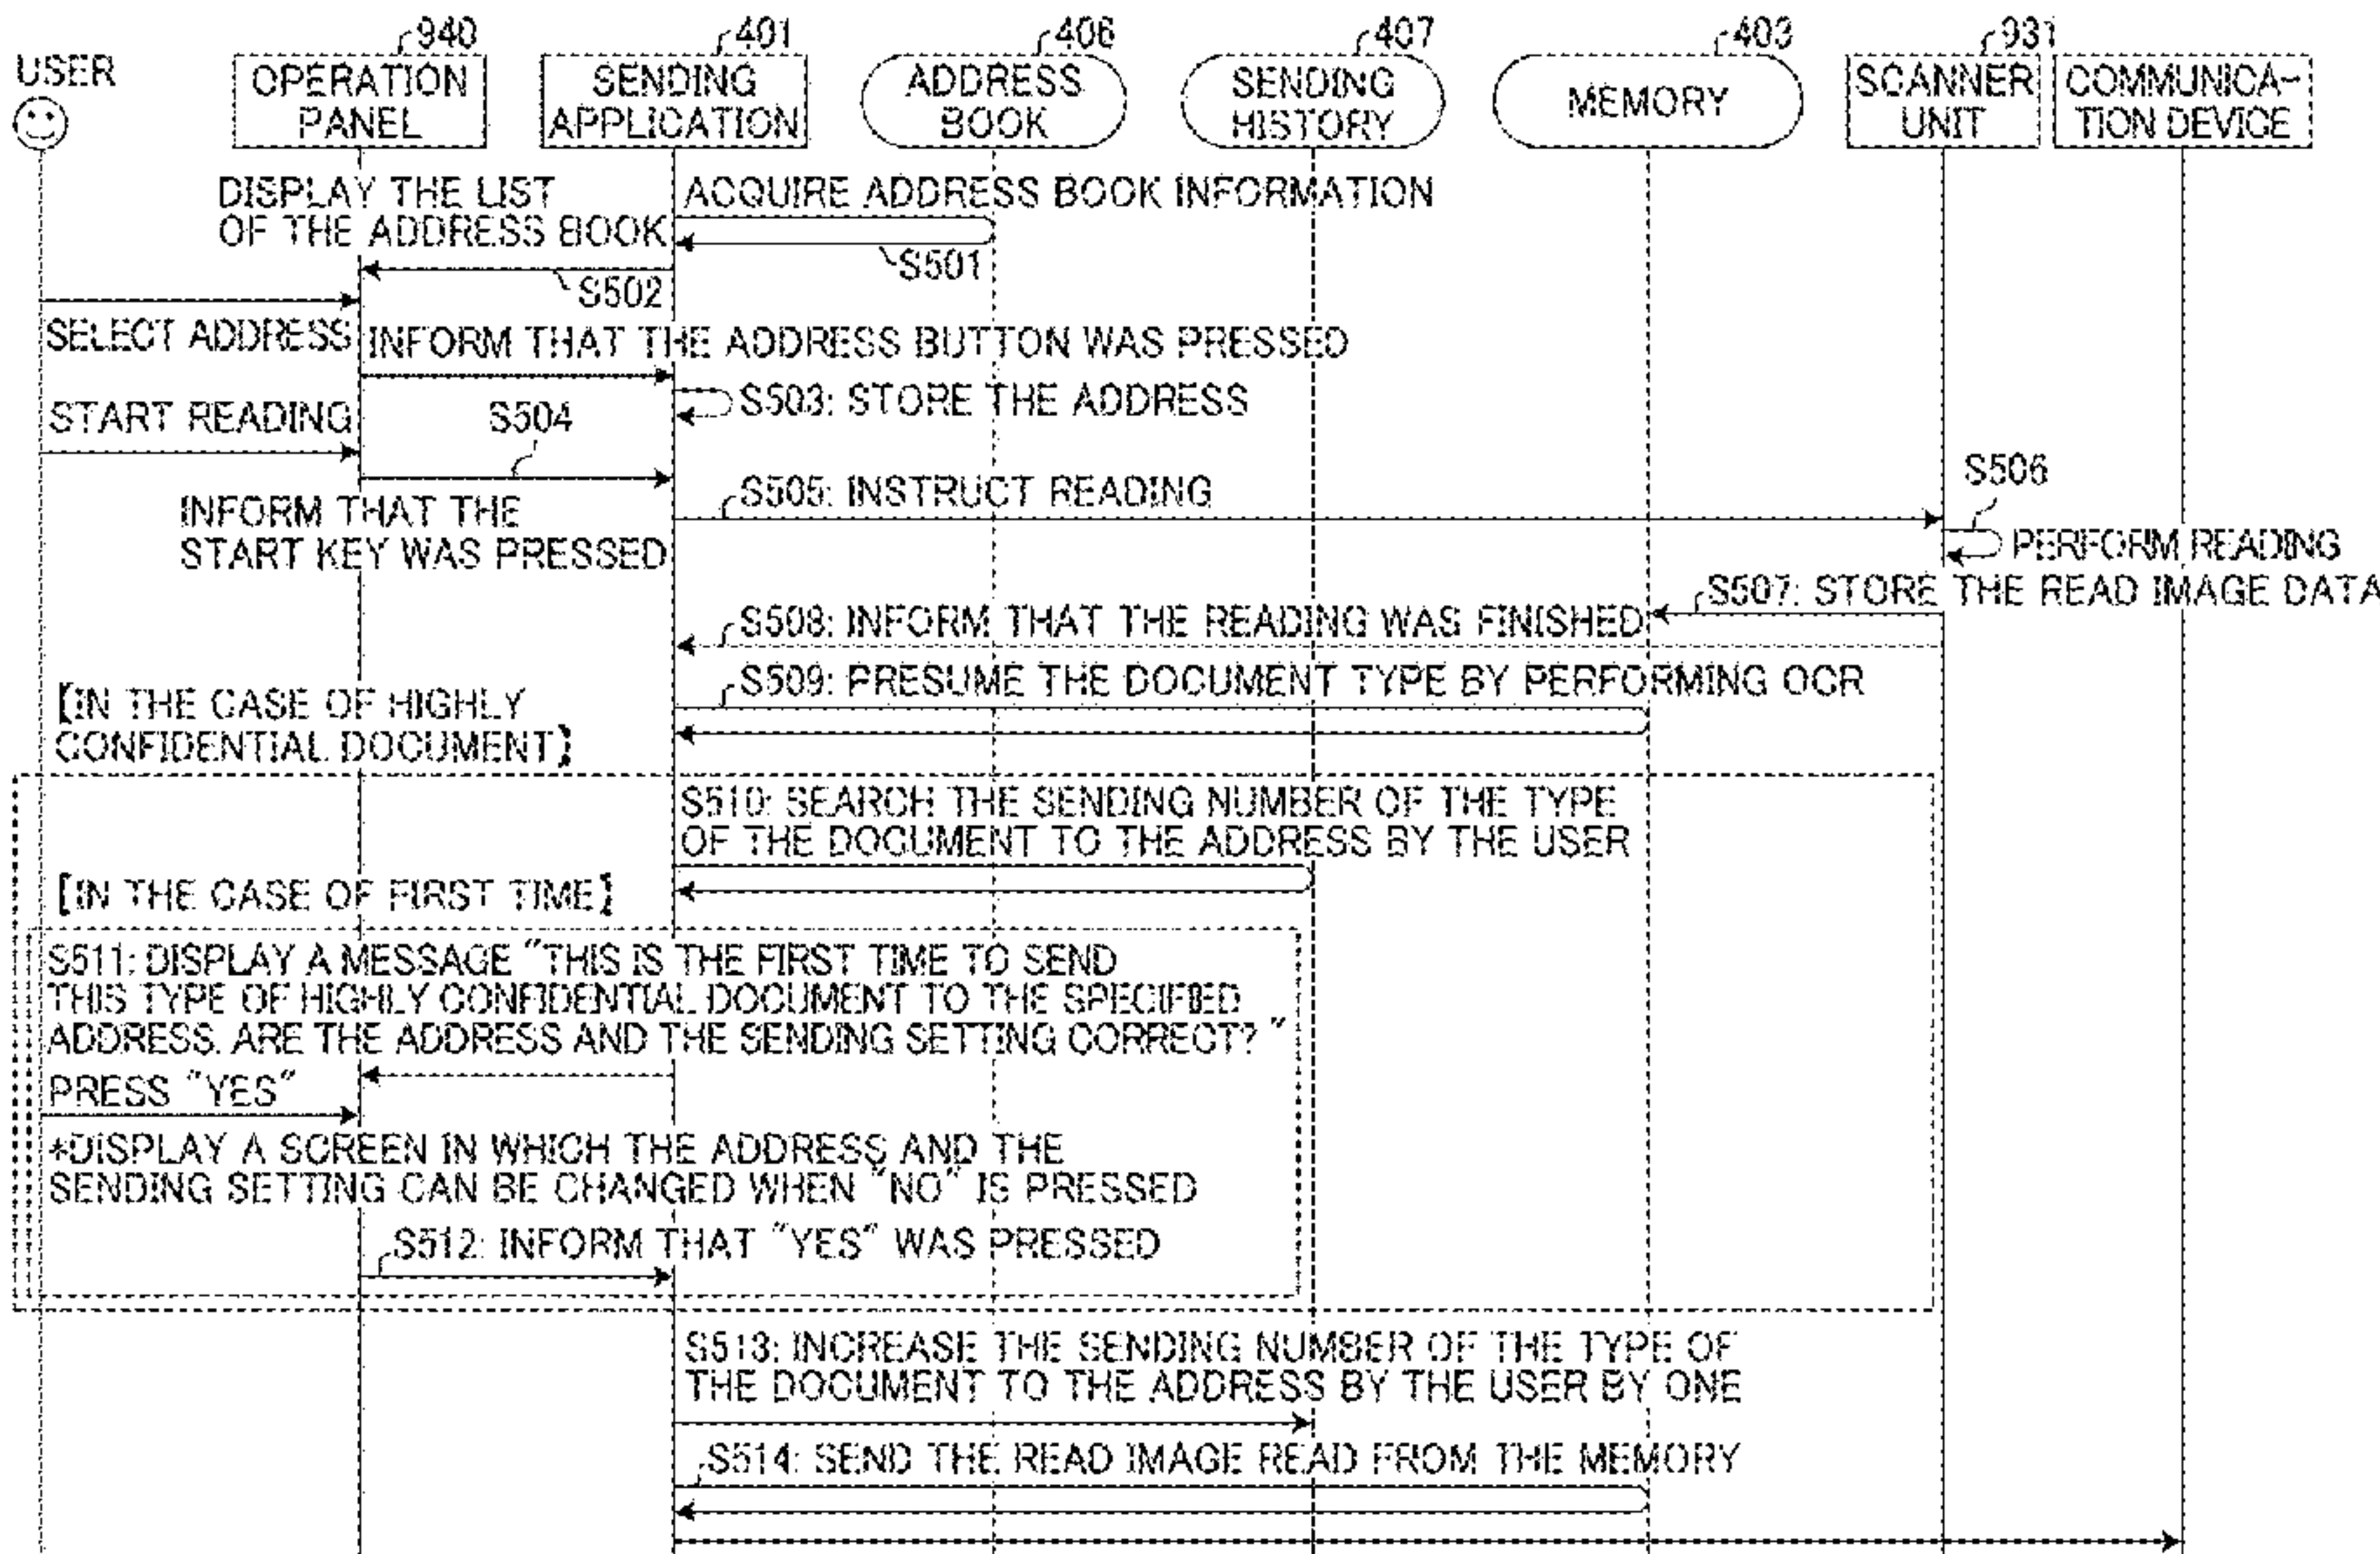 USER
940
OPERATION
PANEL
401
SENDING
APPLICATION
406
ADDRESS
BOOK
407
SENDING
HISTORY
403
MEMORY
931
SCANNER
UNIT
COMMUNICA-
TION DEVICE
DISPLAY THE LIST
OF THE ADDRESS BOOK
ACQUIRE ADDRESS BOOK INFORMATION
S501
S502
SELECT ADDRESS
INFORM THAT THE ADDRESS BUTTON WAS PRESSED
S503: STORE THE ADDRESS
START READING
S504
INFORM THAT THE
START KEY WAS PRESSED
S505: INSTRUCT READING
S506
PERFORM READING
S507: STORE THE READ IMAGE DATA
S508: INFORM THAT THE READING WAS FINISHED
S509: PRESUME THE DOCUMENT TYPE BY PERFORMING OCR
[IN THE CASE OF HIGHLY
CONFIDENTIAL DOCUMENT]
S510: SEARCH THE SENDING NUMBER OF THE TYPE
OF THE DOCUMENT TO THE ADDRESS BY THE USER
[IN THE CASE OF FIRST TIME]
S511: DISPLAY A MESSAGE "THIS IS THE FIRST TIME TO SEND
THIS TYPE OF HIGHLY CONFIDENTIAL DOCUMENT TO THE SPECIFIED
ADDRESS. ARE THE ADDRESS AND THE SENDING SETTING CORRECT? "
PRESS "YES"
*DISPLAY A SCREEN IN WHICH THE ADDRESS AND THE
SENDING SETTING CAN BE CHANGED WHEN "NO" IS PRESSED
S512: INFORM THAT "YES" WAS PRESSED
S513: INCREASE THE SENDING NUMBER OF THE TYPE OF
THE DOCUMENT TO THE ADDRESS BY THE USER BY ONE
S514: SEND THE READ IMAGE READ FROM THE MEMORY